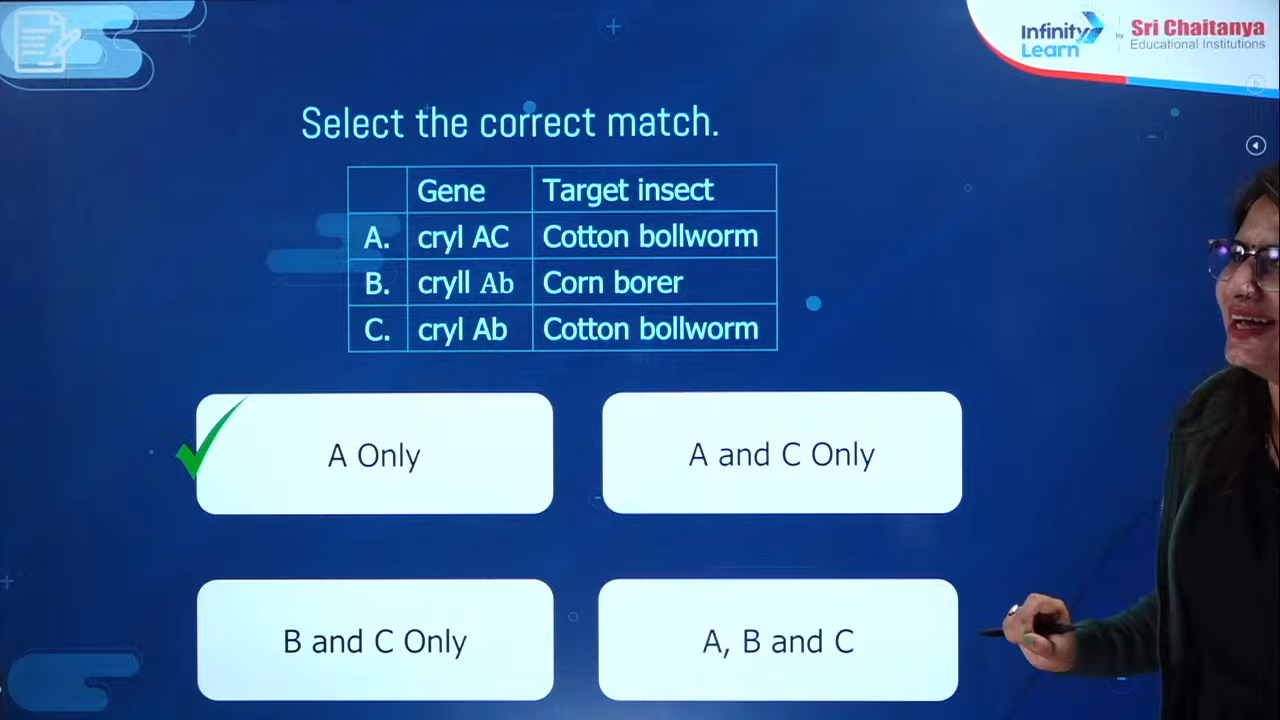 Infinity Learn by Sri Chaitanya Educational Institutions
Select the correct match.
Gene Target insect
A. cryl AC Cotton bollworm
B. cryll Ab Corn borer
C. cryl Ab Cotton bollworm
A Only
A and C Only
B and C Only
A, B and C